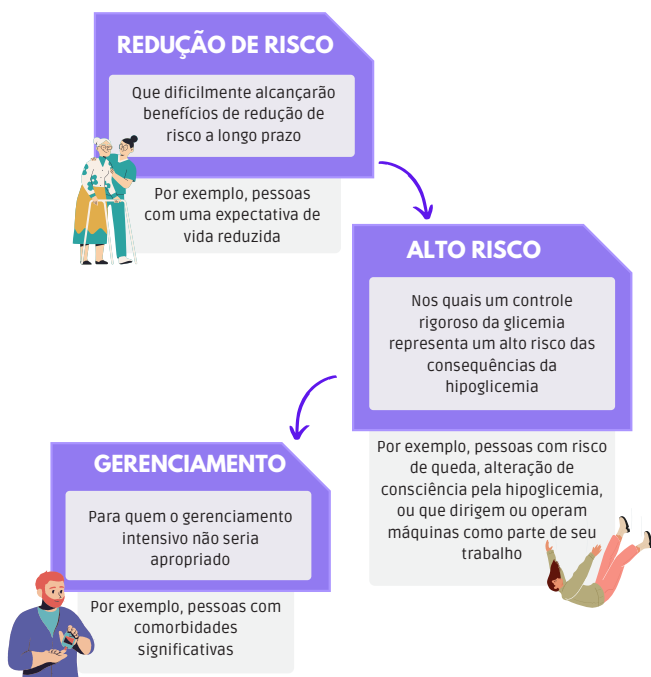 REDUÇÃO DE RISCO
Que dificilmente alcançarão
benefícios de redução de
risco a longo prazo
Por exemplo, pessoas
com uma expectativa de
vida reduzida
ALTO RISCO
Nos quais um controle
rigoroso da glicemia
representa um alto risco das
consequências da
hipoglicemia
Por exemplo, pessoas com risco
de queda, alteração de
consciência pela hipoglicemia,
ou que dirigem ou operam
máquinas como parte de seu
trabalho
GERENCIAMENTO
Para quem o gerenciamento
intensivo não seria
apropriado
Por exemplo, pessoas com
comorbidades
significativas